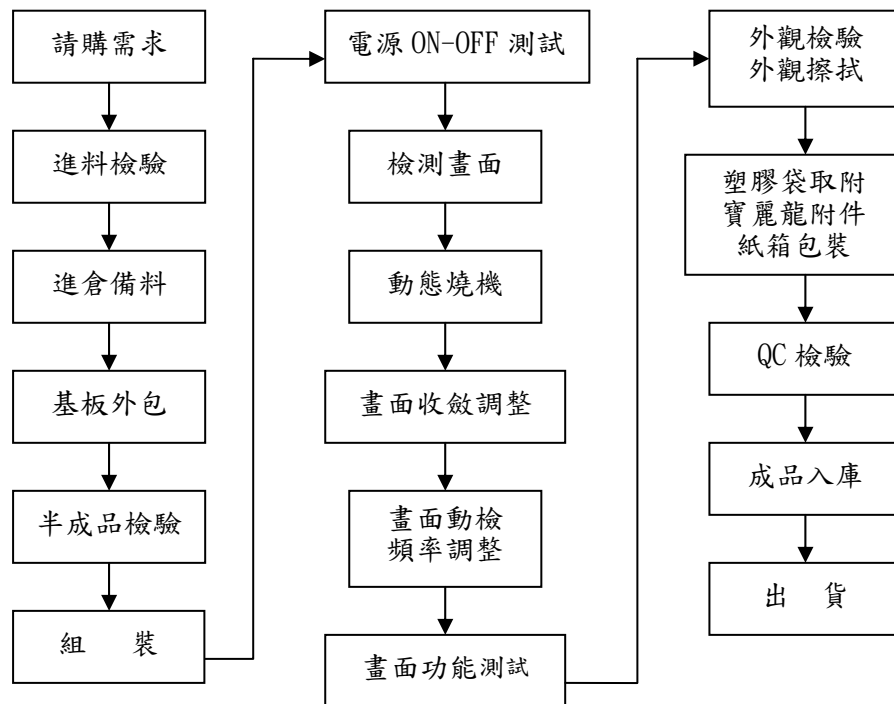 請購需求
進料檢驗
進倉備料
基板外包
半成品檢驗
組 裝
電源 ON-OFF 測試
檢測畫面
動態燒機
畫面收斂調整
畫面動檢
頻率調整
畫面功能測試
外觀檢驗
外觀擦拭
塑膠袋取附
寶麗龍附件
紙箱包裝
QC 檢驗
成品入庫
出 貨